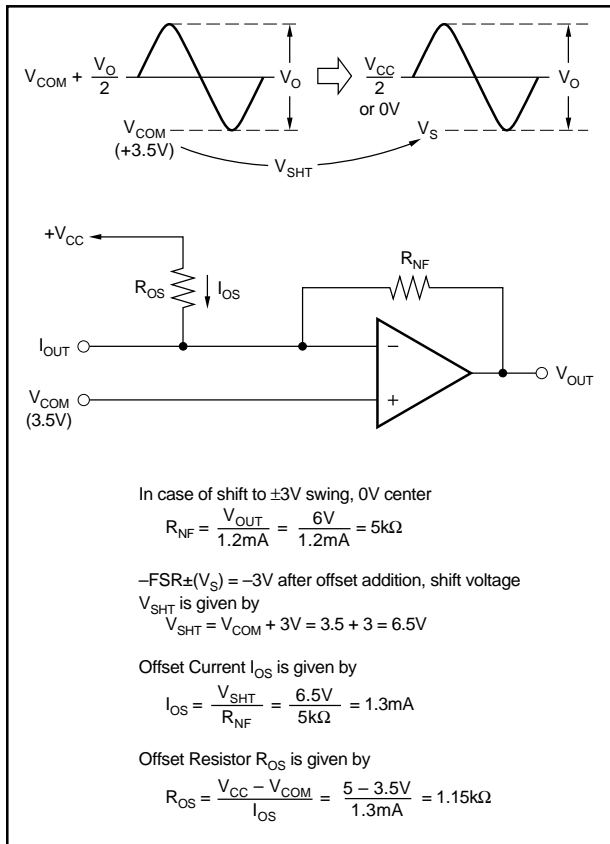 V_COM + V_O/2
V_O
V_CC/2
or 0V
V_O
V_COM
(+3.5V)
V_SHT
V_S
+V_CC
R_OS
I_OS
R_NF
I_OUT
−
V_COM
(3.5V)
+
V_OUT
In case of shift to ±3V swing, 0V center
R_NF = V_OUT/1.2mA = 6V/1.2mA = 5kΩ
–FSR±(V_S) = –3V after offset addition, shift voltage
V_SHT is given by
V_SHT = V_COM + 3V = 3.5 + 3 = 6.5V
Offset Current I_OS is given by
I_OS = V_SHT/R_NF = 6.5V/5kΩ = 1.3mA
Offset Resistor R_OS is given by
R_OS = V_CC – V_COM/I_OS = 5 – 3.5V/1.3mA = 1.15kΩ